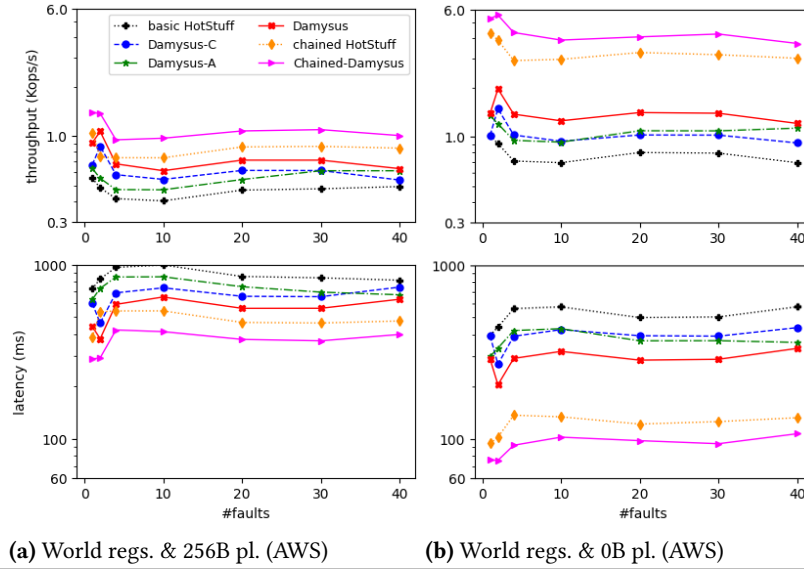 6.0
1.0
0.3
throughput (Kops/s)
basic HotStuff
Damysus-C
Damysus-A
Damysus
chained HotStuff
Chained-Damysus
0 10 20 30 40
6.0
1.0
0.3
0 10 20 30 40
1000
100
60
latency (ms)
0 10 20 30 40
#faults
1000
100
60
0 10 20 30 40
#faults
(a) World regs. & 256B pl. (AWS)
(b) World regs. & 0B pl. (AWS)